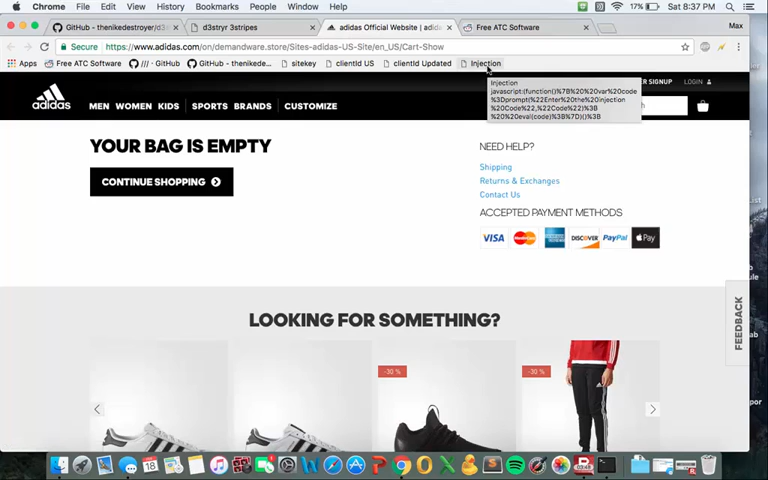 Chrome File Edit View History Bookmarks People Window Help 17% Sat 8:37 PM
GitHub - thenikedestroyer/d3 d3stryr 3stripes adidas Official Website | adid Free ATC Software Max
Secure https://www.adidas.com/on/demandware.store/Sites-adidas-US-Site/en_US/Cart-Show
Apps Free ATC Software /// · GitHub GitHub - thenikede... sitekey clientId US clientId Updated Injection
Injection
javascript:(function()%7B%20%20var%20code
%3Dprompt(%22Enter%20the%20Injection
%20Code%22,%22Code%22)%3B
%20%20eval(code)%3B%7D)()%3B
SIGNUP LOGIN
adidas
MEN WOMEN KIDS SPORTS BRANDS CUSTOMIZE
YOUR BAG IS EMPTY
CONTINUE SHOPPING
NEED HELP?
Shipping
Returns & Exchanges
Contact Us
ACCEPTED PAYMENT METHODS
VISA MasterCard DISCOVER PayPal Pay
FEEDBACK
LOOKING FOR SOMETHING?
-30 % -30 %
18